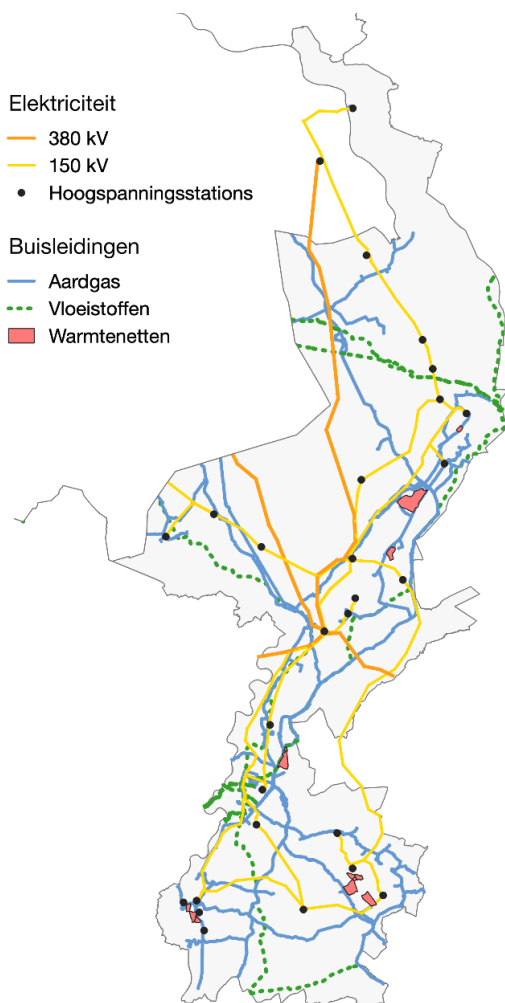 Elektriciteit
380 kV
150 kV
Hoogspanningsstations
Buisleidingen
Aardgas
Vloeistoffen
Warmtenetten